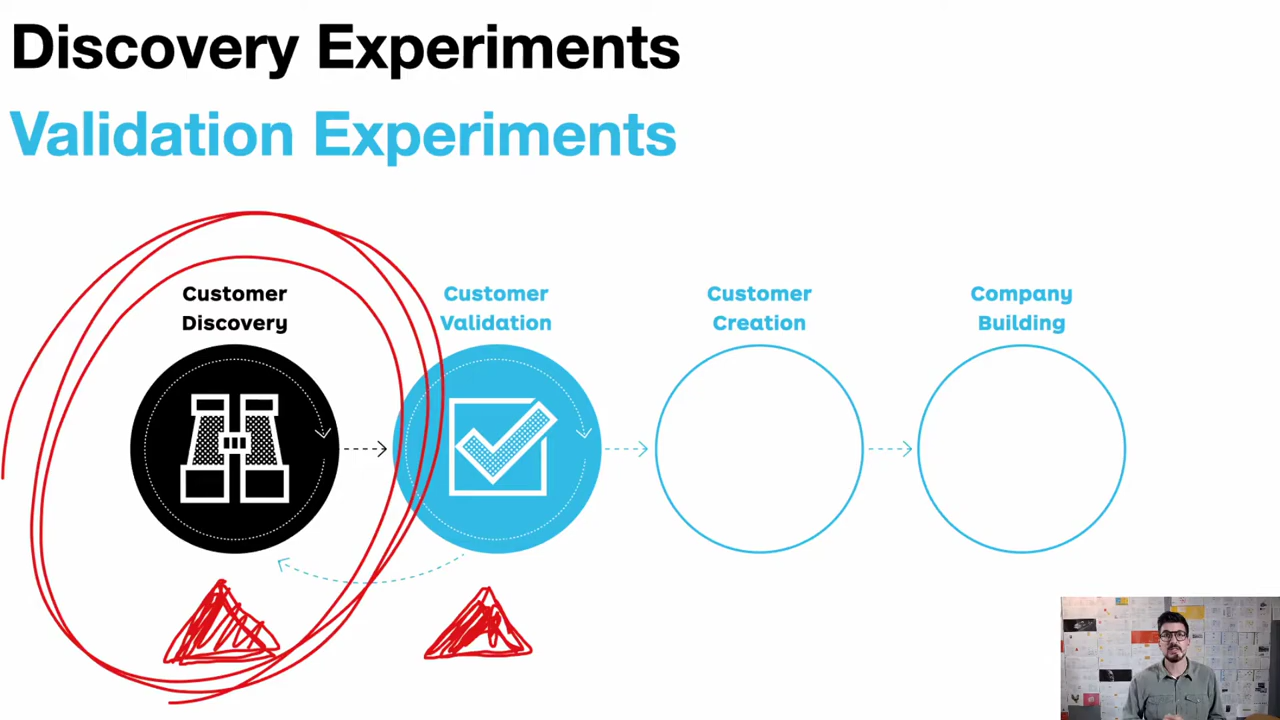 Discovery Experiments
Validation Experiments
Customer
Discovery
Customer
Validation
Customer
Creation
Company
Building